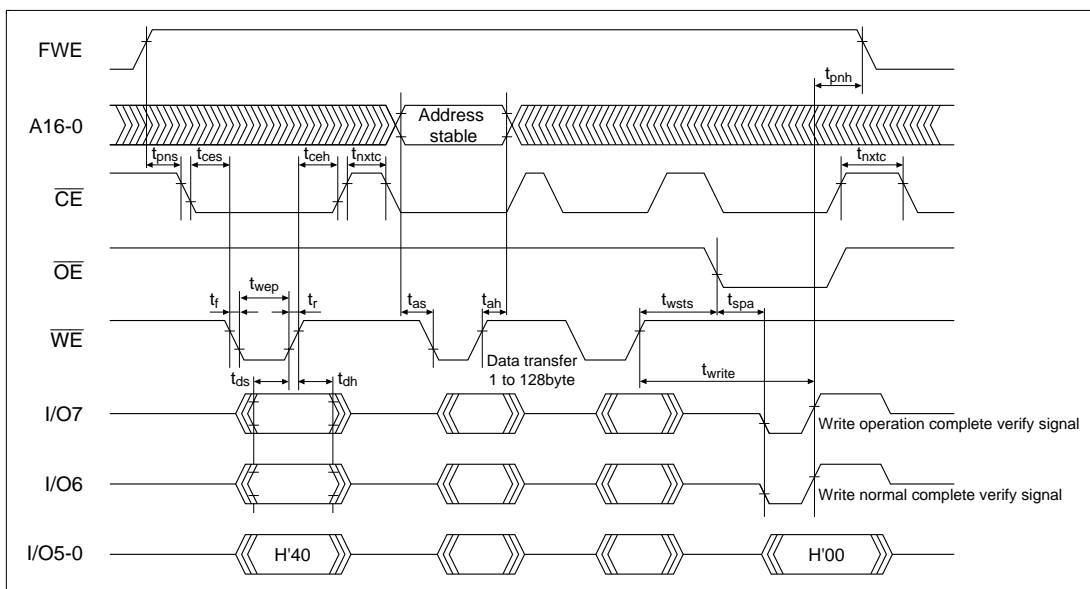 FWE
tpnh
A16-0
Address
stable
tpns
tces
tceh
tnxtc
tnxtc
CE
OE
twep
tf
tr
tas
tah
twsts
tspa
WE
Data transfer
1 to 128byte
tds
tdh
twrite
I/O7
Write operation complete verify signal
I/O6
Write normal complete verify signal
I/O5-0
H'40
H'00